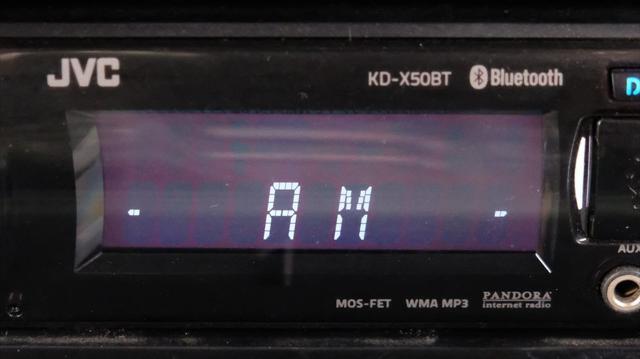 JVC KD-X50BT Bluetooth
- AM -
MOS-FET WMA MP3 PANDORA internet radio
AUX